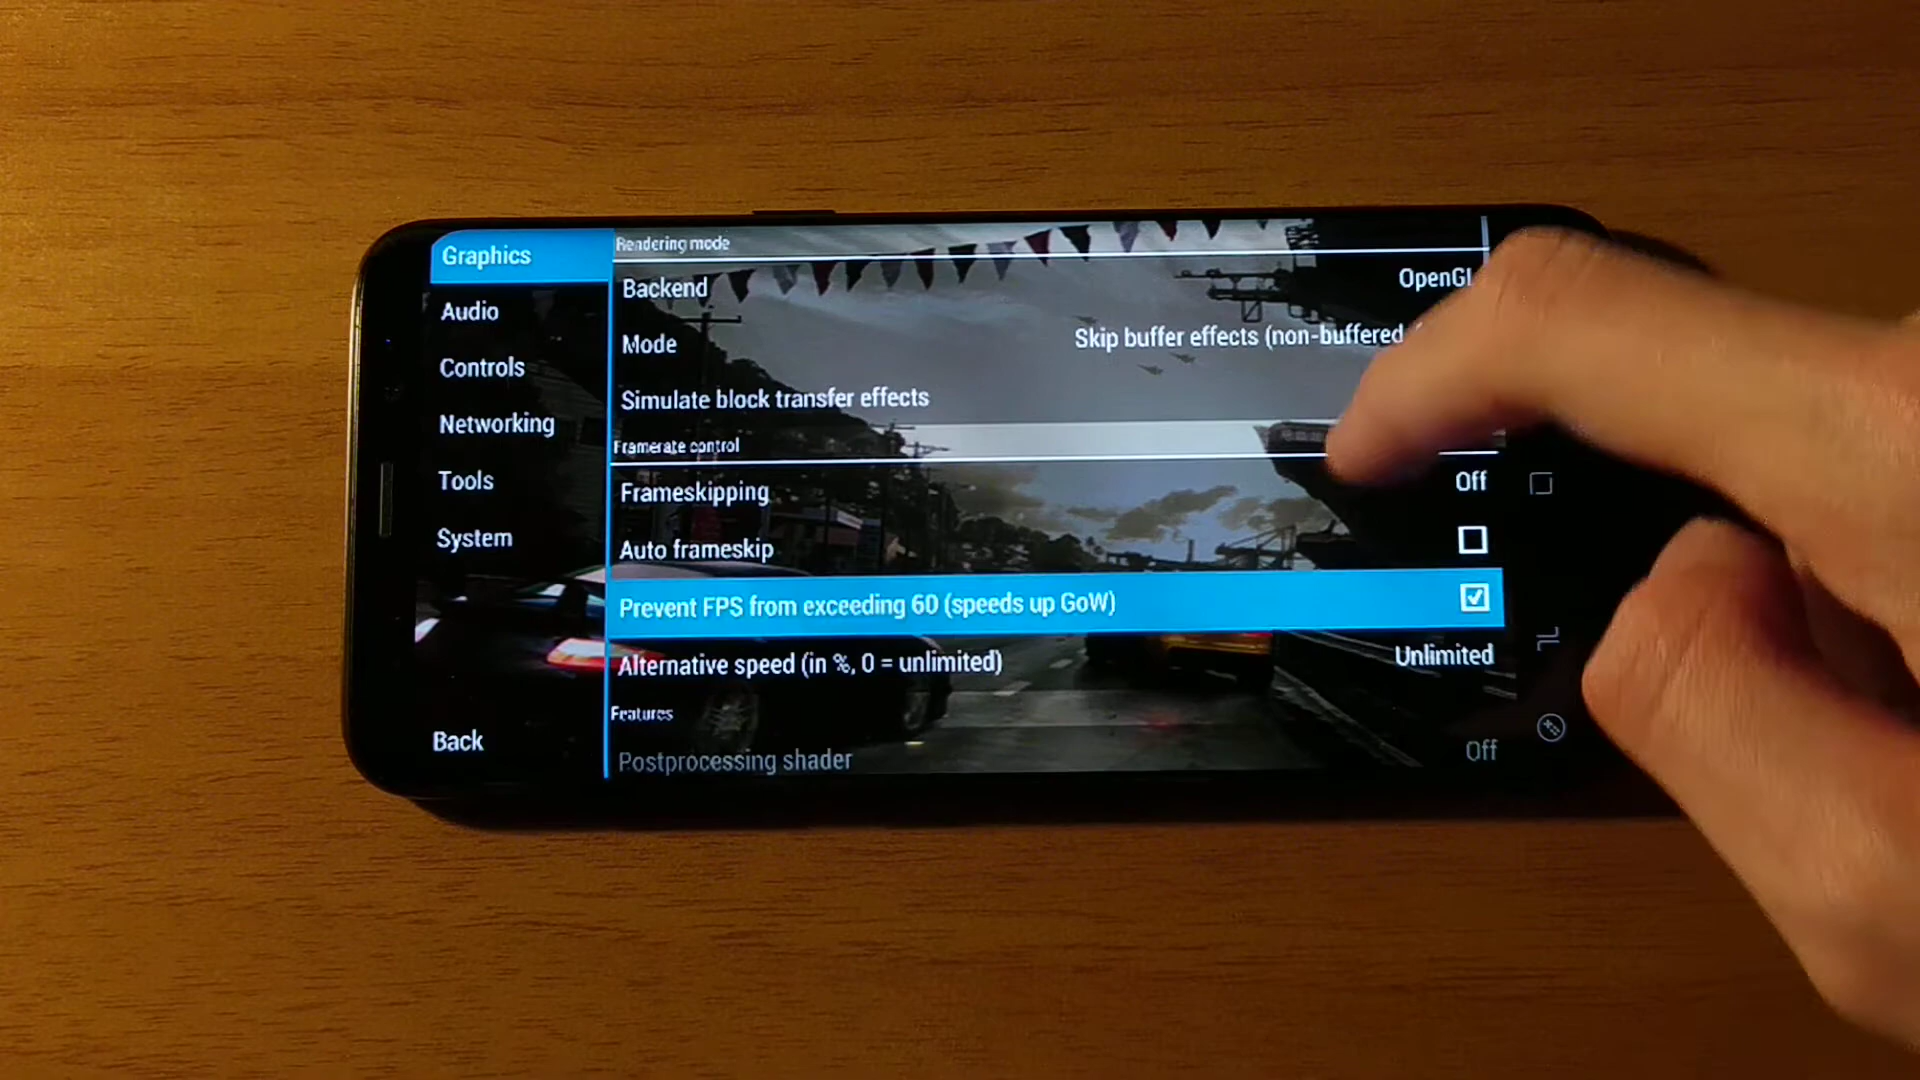 Graphics
Audio
Controls
Networking
Tools
System
Back
Rendering mode
Backend
OpenGL
Mode
Skip buffer effects (non-buffered
Simulate block transfer effects
Framerate control
Frameskipping
Off
Auto frameskip
Prevent FPS from exceeding 60 (speeds up GoW)
Alternative speed (in %, 0 = unlimited)
Unlimited
Features
Postprocessing shader
Off